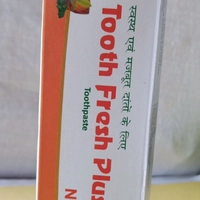 स्वस्थ एवं मजबूत दांतों के लिए
Tooth Fresh Plus
Toothpaste
N